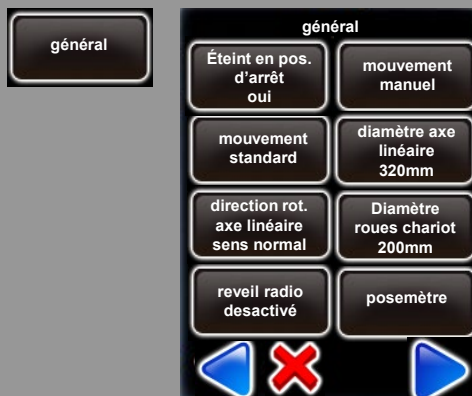 général
général
Éteint en pos.
d'arrêt
oui
mouvement
manuel
mouvement
standard
diamètre axe
linéaire
320mm
direction rot.
axe linéaire
sens normal
Diamètre
roues chariot
200mm
reveil radio
desactivé
posemètre